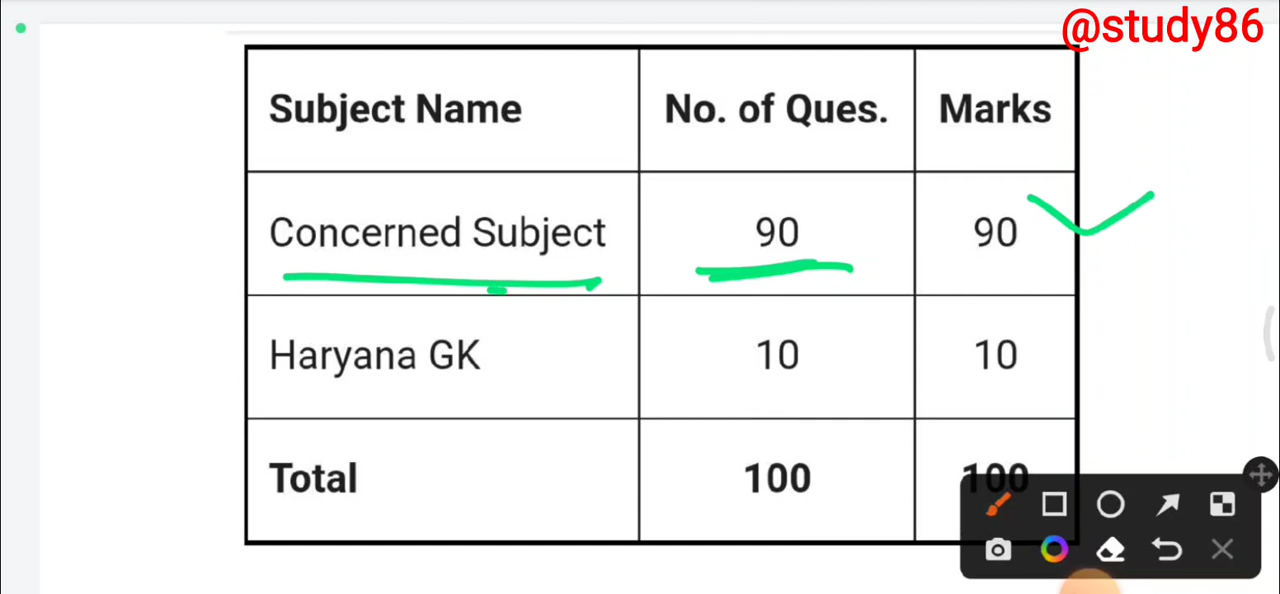 @study86
Subject Name No. of Ques. Marks
Concerned Subject 90 90
Haryana GK 10 10
Total 100 100